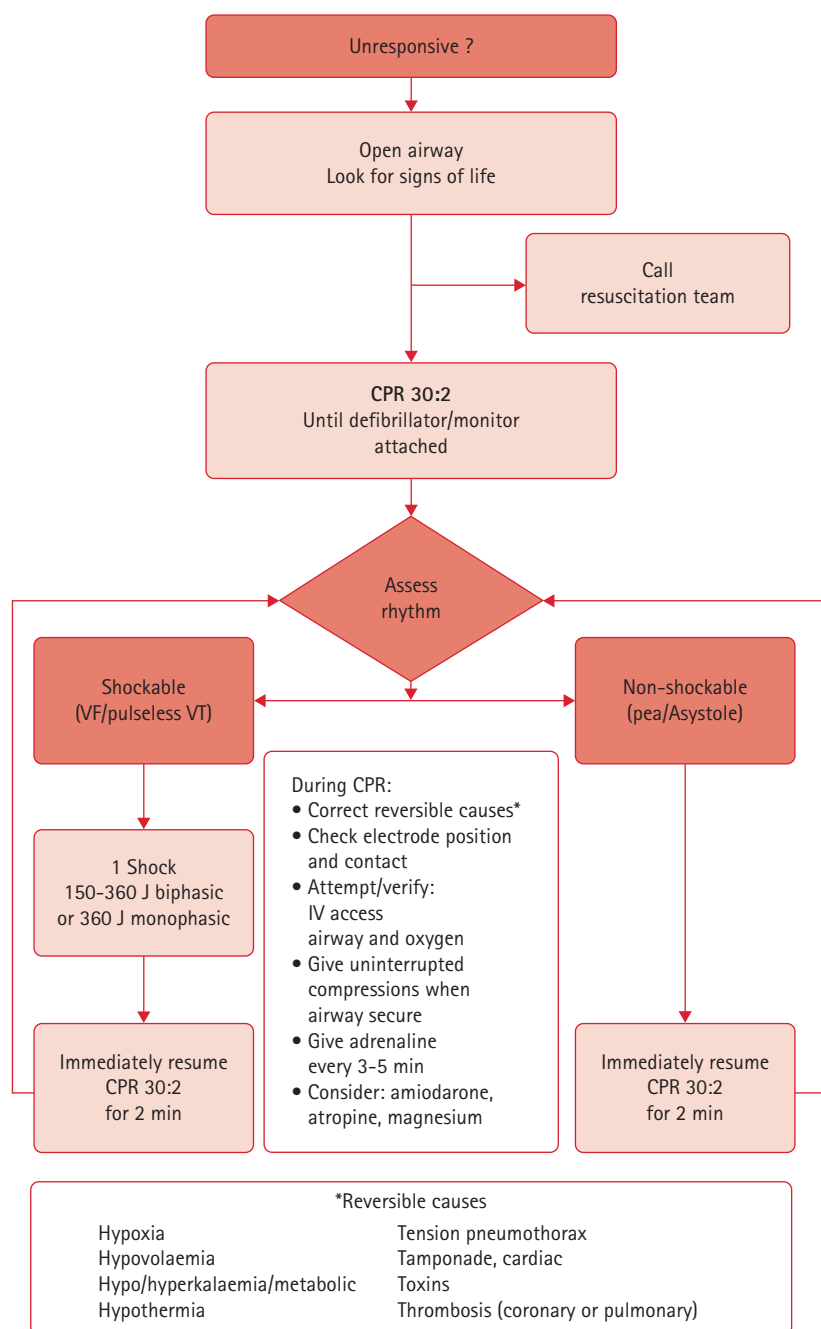 Unresponsive ?
Open airway
Look for signs of life
Call
resuscitation team
CPR 30:2
Until defibrillator/monitor
attached
Assess
rhythm
Shockable
(VF/pulseless VT)
Non-shockable
(pea/Asystole)
1 Shock
150-360 J biphasic
or 360 J monophasic
Immediately resume
CPR 30:2
for 2 min
During CPR:
• Correct reversible causes*
• Check electrode position
and contact
• Attempt/verify:
IV access
airway and oxygen
• Give uninterrupted
compressions when
airway secure
• Give adrenaline
every 3-5 min
• Consider: amiodarone,
atropine, magnesium
Immediately resume
CPR 30:2
for 2 min
*Reversible causes
Hypoxia
Hypovolaemia
Hypo/hyperkalaemia/metabolic
Hypothermia
Tension pneumothorax
Tamponade, cardiac
Toxins
Thrombosis (coronary or pulmonary)